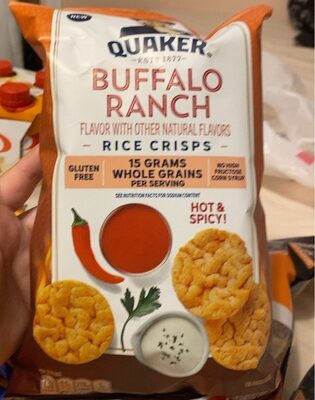 NEW
QUAKER
ESTD 1877
BUFFALO
RANCH
FLAVOR WITH OTHER NATURAL FLAVORS
RICE CRISPS
GLUTEN
FREE
15 GRAMS
WHOLE GRAINS
PER SERVING
NO HIGH
FRUCTOSE
CORN SYRUP
SEE NUTRITION FACTS FOR SODIUM CONTENT
HOT &
SPICY!